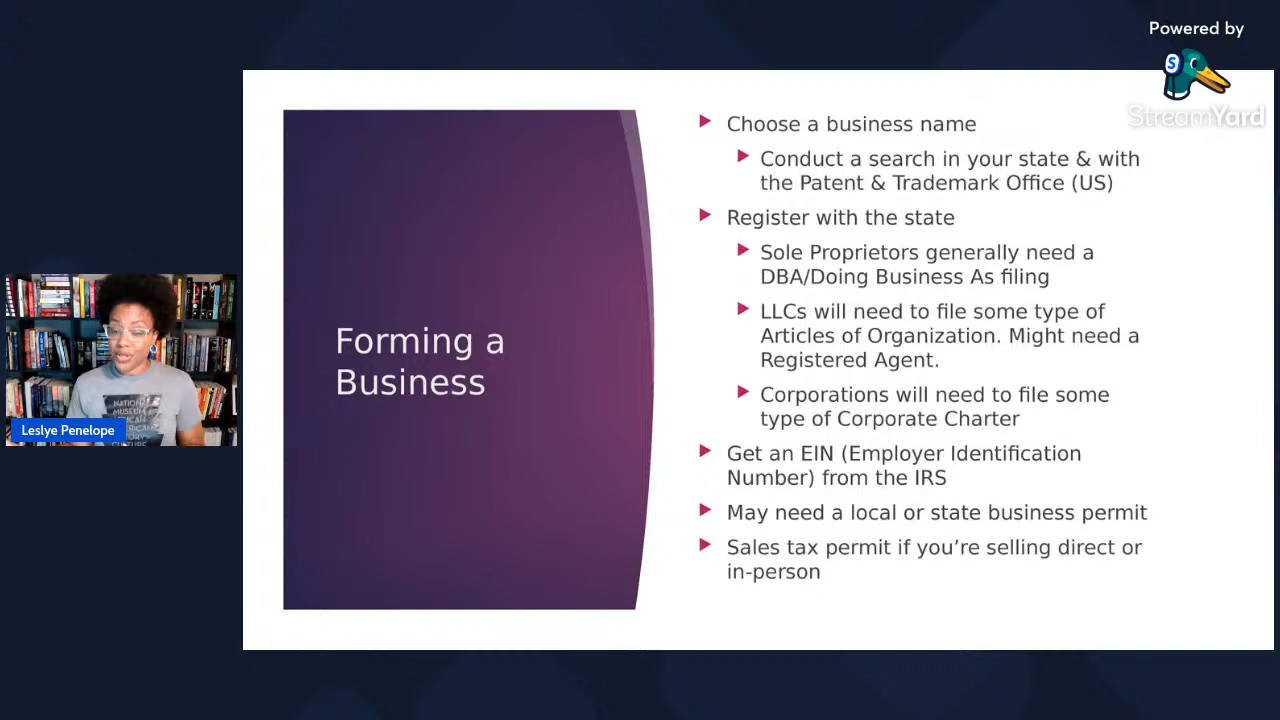 Powered by
StreamYard
Choose a business name
Conduct a search in your state & with
the Patent & Trademark Office (US)
Register with the state
Sole Proprietors generally need a
DBA/Doing Business As filing
LLCs will need to file some type of
Articles of Organization. Might need a
Registered Agent.
Corporations will need to file some
type of Corporate Charter
Get an EIN (Employer Identification
Number) from the IRS
May need a local or state business permit
Sales tax permit if you’re selling direct or
in-person
Forming a
Business
NATIONAL
MUSEUM
Leslye Penelope